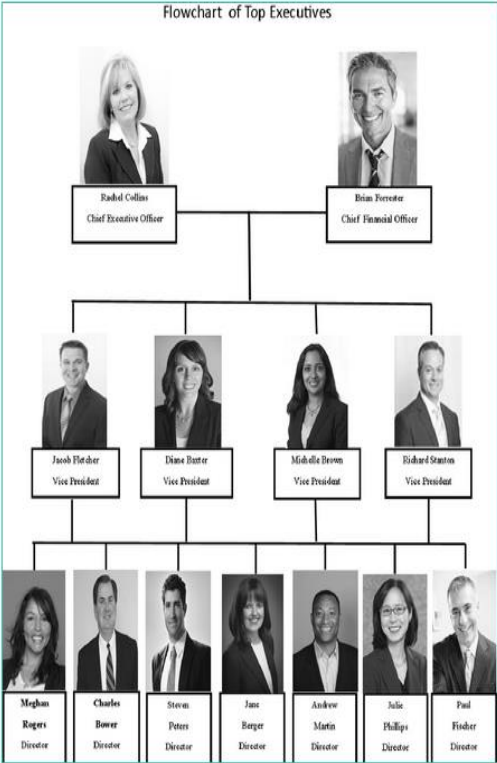 Flowchart of Top Executives
Rachel Collins
Chief Executive Officer
Brian Forrester
Chief Financial Officer
Jacob Fletcher
Vice President
Diane Baxter
Vice President
Michelle Brown
Vice President
Richard Stanton
Vice President
Meghan
Rogers
Director
Charles
Bower
Director
Steven
Peters
Director
Jane
Berger
Director
Andrew
Martin
Director
Julie
Phillips
Director
Paul
Fischer
Director